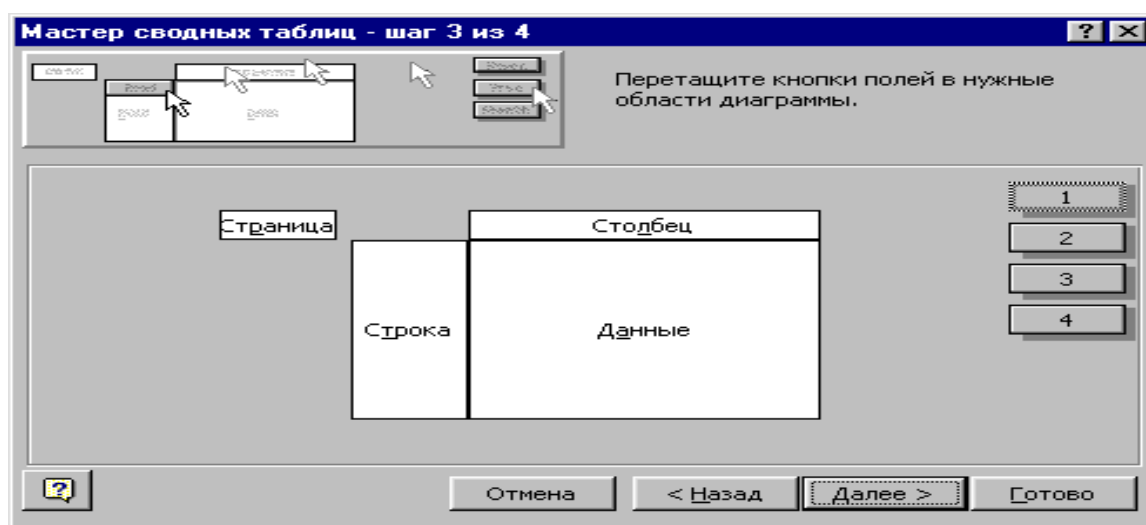 Мастер сводных таблиц - шаг 3 из 4
Перетащите кнопки полей в нужные
области диаграммы.
Страница
Столбец
Строка
Данные
1
2
3
4
Отмена
< Назад
Далее >
Готово